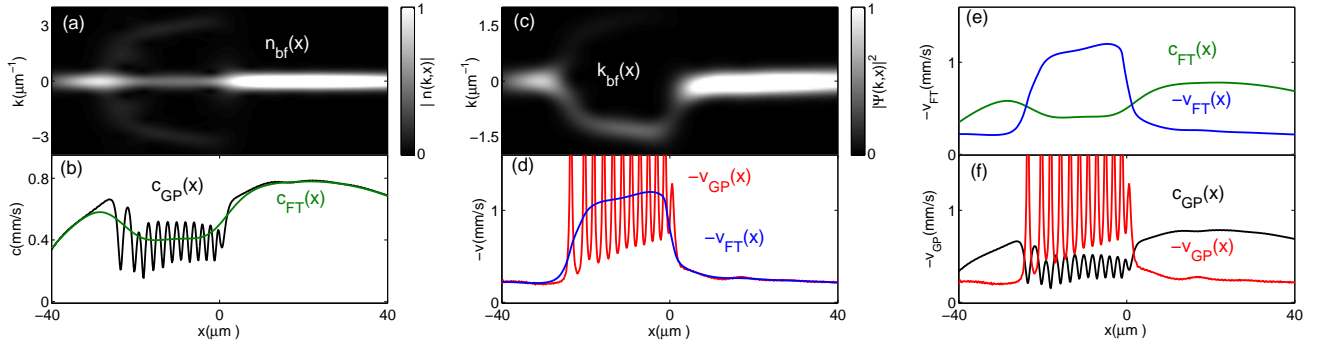 (a)
n_bf(x)
k(μm⁻¹)
3
0
−3
1
| n(k,x)|
0
(b)
c_GP(x)
c_FT(x)
c(mm/s)
0.8
0.4
0
−40
0
40
x(μm )
(c)
k_bf(x)
k(μm⁻¹)
1.5
0
−1.5
1
|Ψ(k,x)|²
0
(d)
−v_GP(x)
−v_FT(x)
−v(mm/s)
1
0
−40
0
40
x(μm )
(e)
c_FT(x)
−v_FT(x)
−v_FT(mm/s)
1
0
(f)
c_GP(x)
−v_GP(x)
−v_GP(mm/s)
1
0
−40
0
40
x(μm )